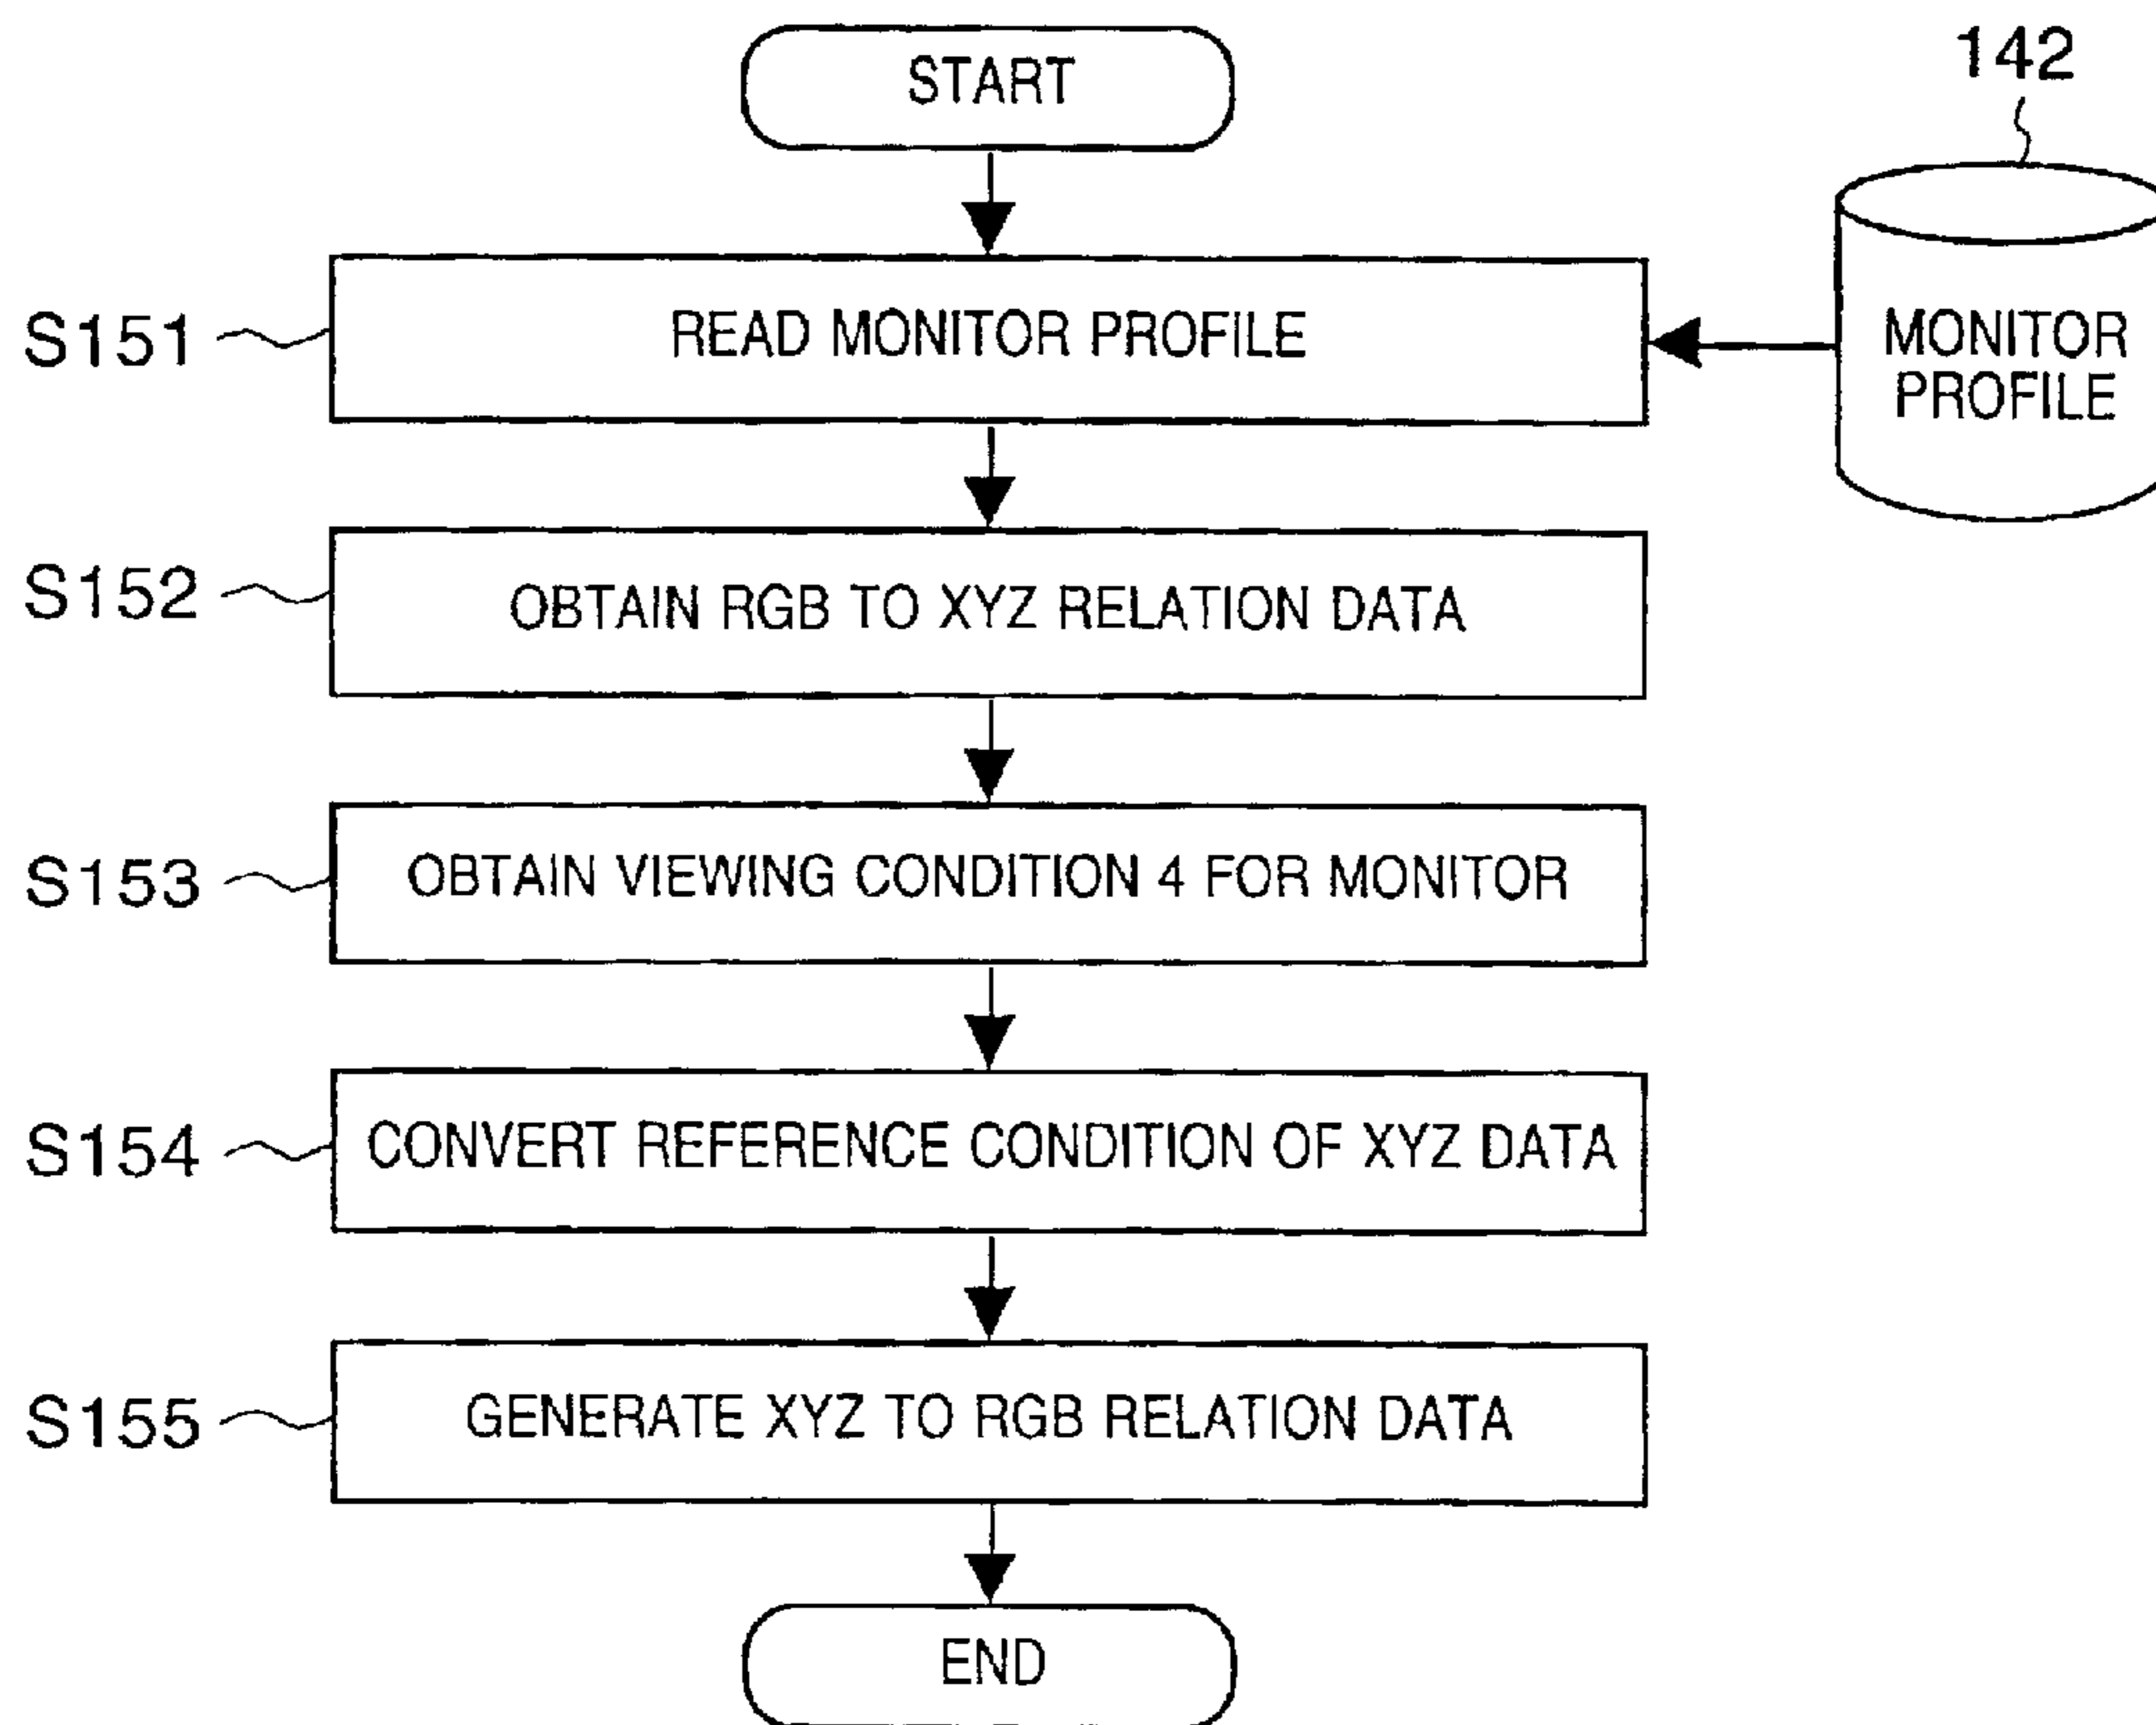 START
142
S151
READ MONITOR PROFILE
MONITOR
PROFILE
S152
OBTAIN RGB TO XYZ RELATION DATA
S153
OBTAIN VIEWING CONDITION 4 FOR MONITOR
S154
CONVERT REFERENCE CONDITION OF XYZ DATA
S155
GENERATE XYZ TO RGB RELATION DATA
END